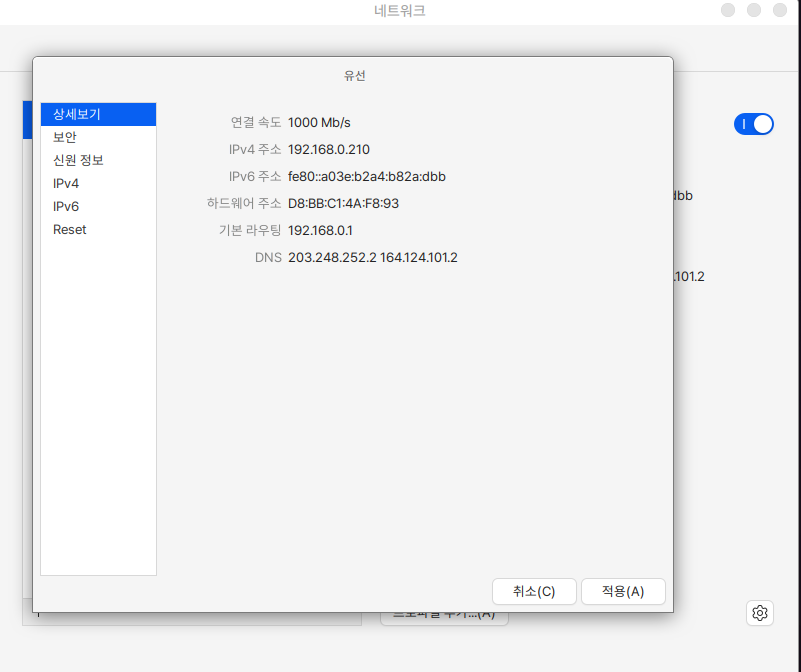 네트워크
유선
상세보기
보안
신원 정보
IPv4
IPv6
Reset
연결 속도 1000 Mb/s
IPv4 주소 192.168.0.210
IPv6 주소 fe80::a03e:b2a4:b82a:dbb
하드웨어 주소 D8:BB:C1:4A:F8:93
기본 라우팅 192.168.0.1
DNS 203.248.252.2 164.124.101.2
dbb
.101.2
취소(C)
적용(A)